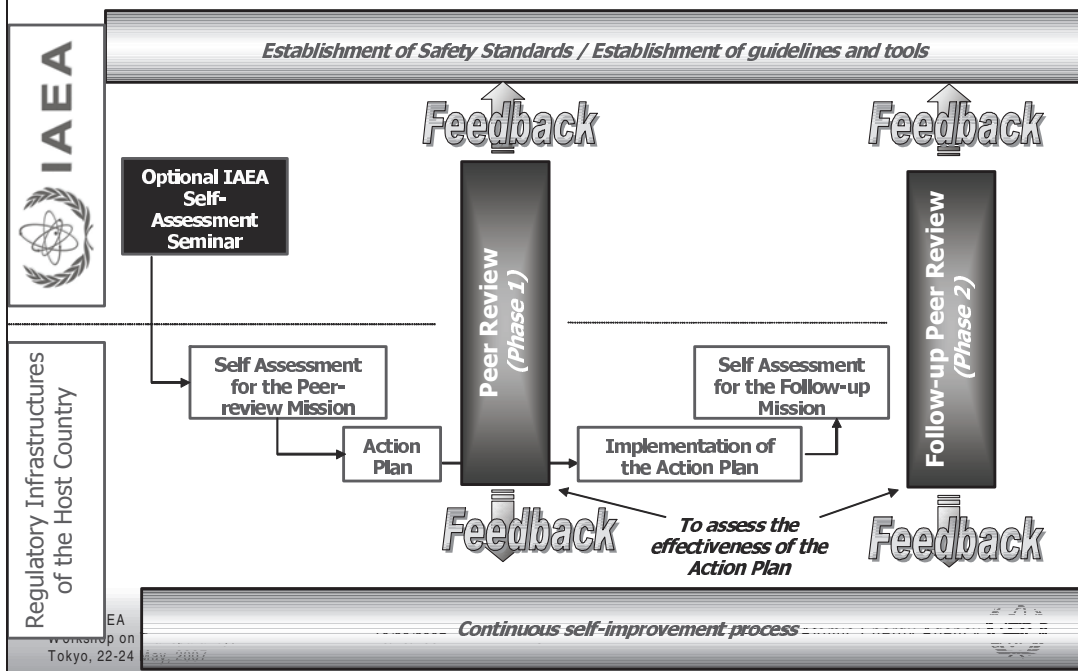 Establishment of Safety Standards / Establishment of guidelines and tools
IAEA
Feedback
Feedback
Optional IAEA
Self-
Assessment
Seminar
Peer Review
(Phase 1)
Follow-up Peer Review
(Phase 2)
Regulatory Infrastructures
of the Host Country
Self Assessment
for the Peer-
review Mission
Self Assessment
for the Follow-up
Mission
Action
Plan
Implementation of
the Action Plan
Feedback
To assess the
effectiveness of the
Action Plan
Feedback
EA
Workshop on
Continuous self-improvement process
Tokyo, 22-24 May, 2007